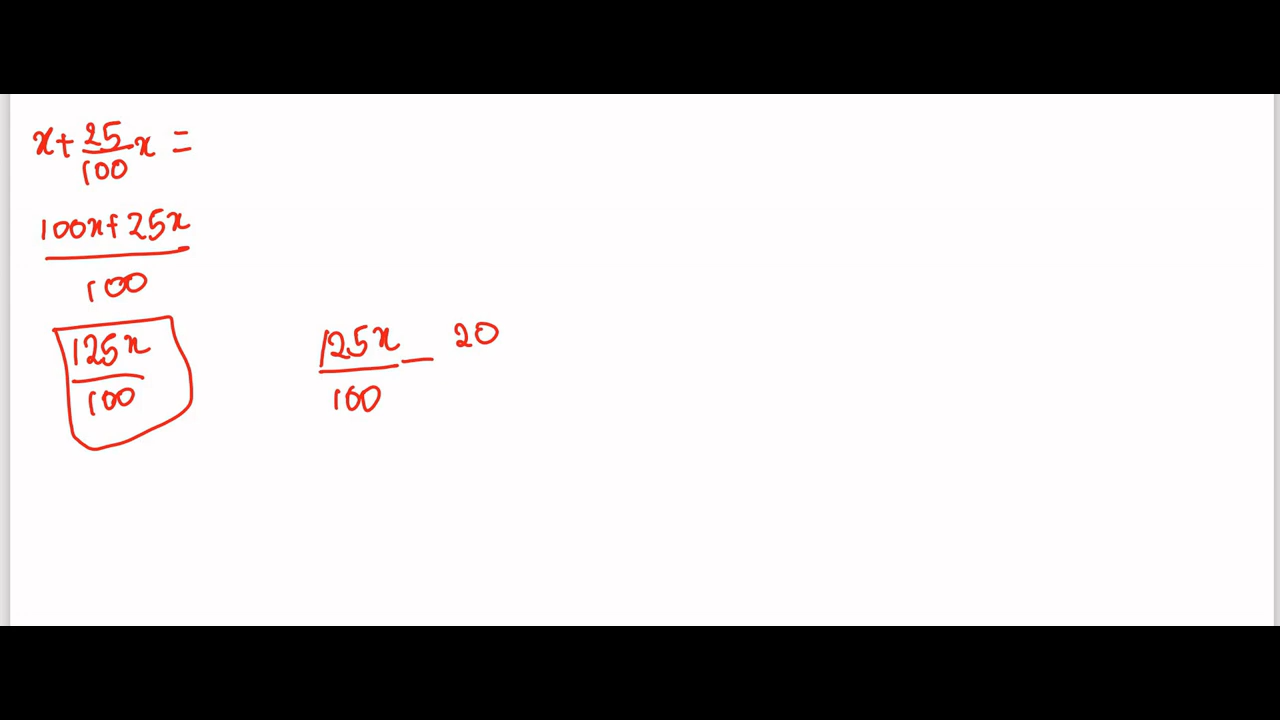 x + 25/100 x =
100x + 25x
100
125x
100
125x/100 — 20